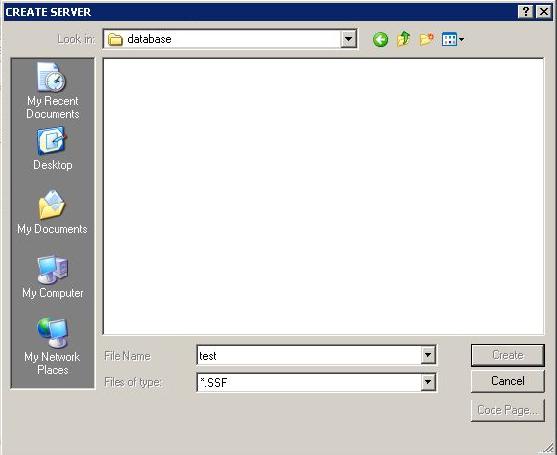 CREATE SERVER
Look in:
database
My Recent
Documents
Desktop
My Documents
My Computer
My Network
Places
File Name
test
Create
Files of type:
*.SSF
Cancel
Coce Page...